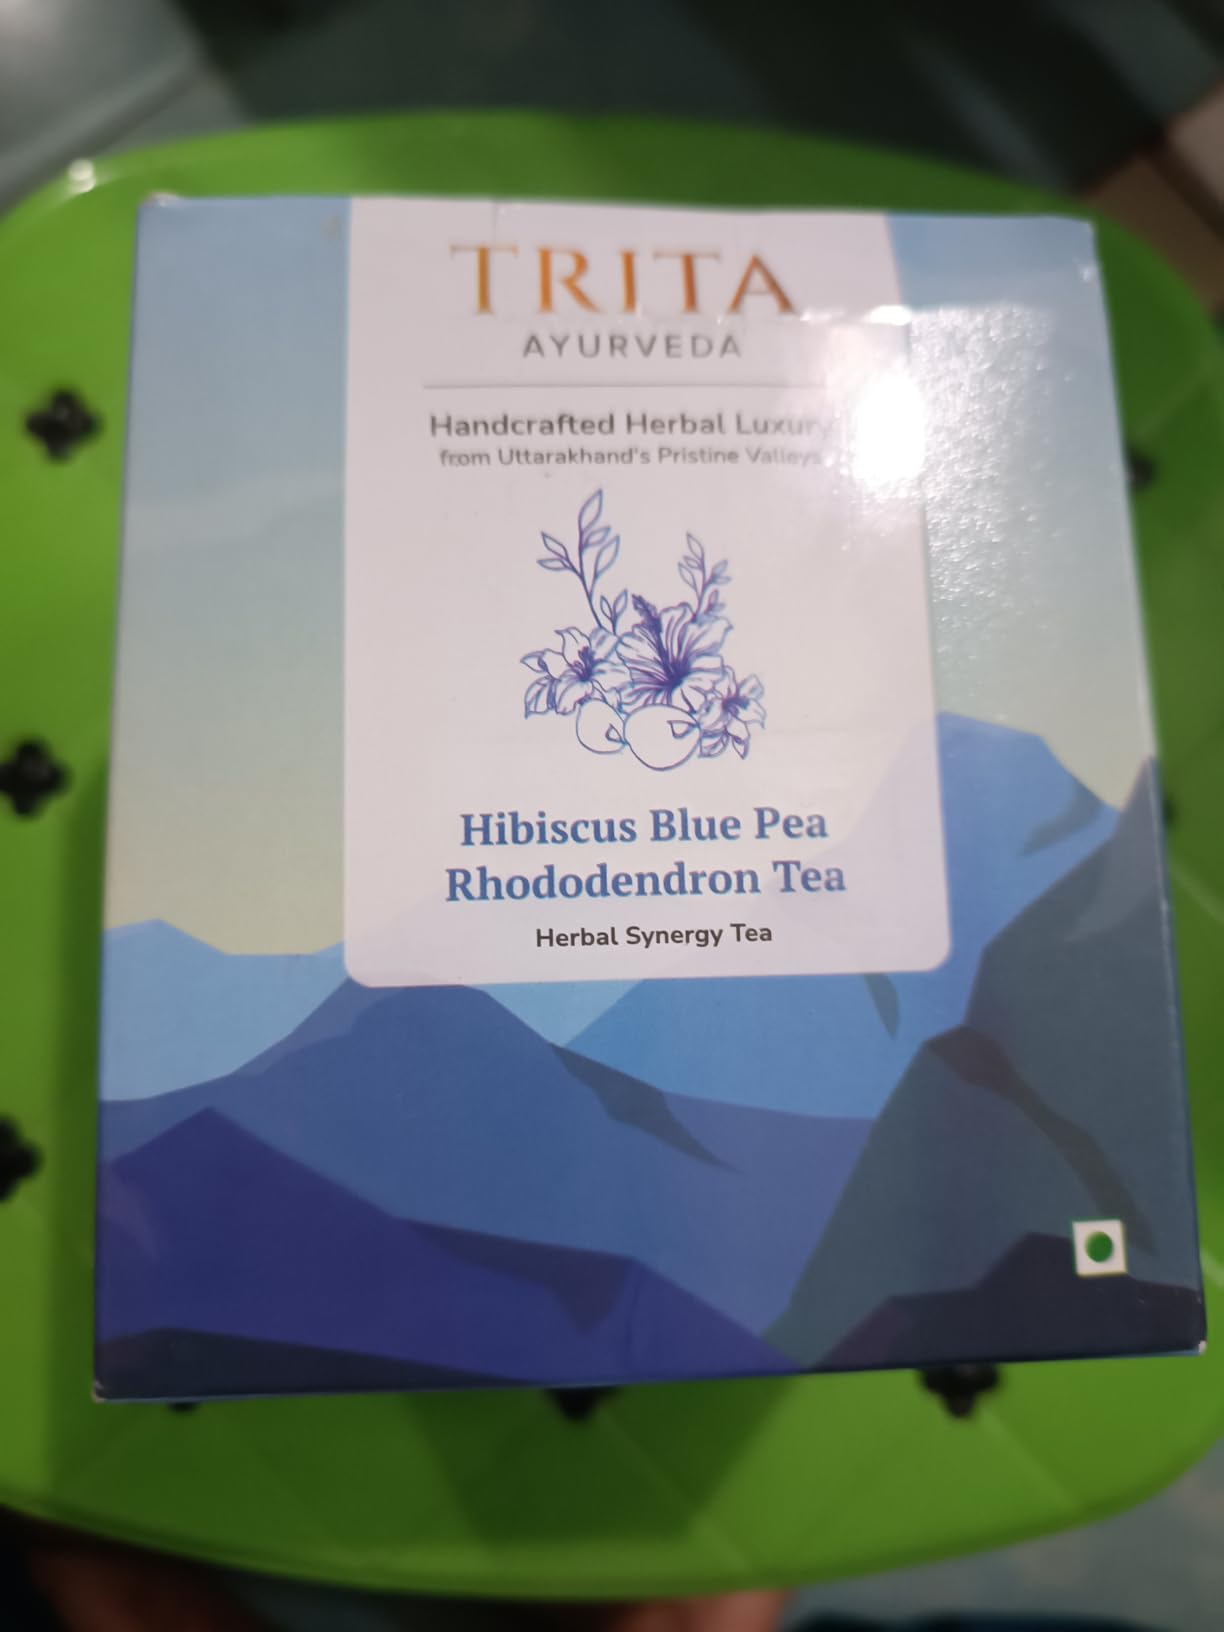 TRITA
AYURVEDA
Handcrafted Herbal Luxury
from Uttarakhand's Pristine Valleys
Hibiscus Blue Pea
Rhododendron Tea
Herbal Synergy Tea